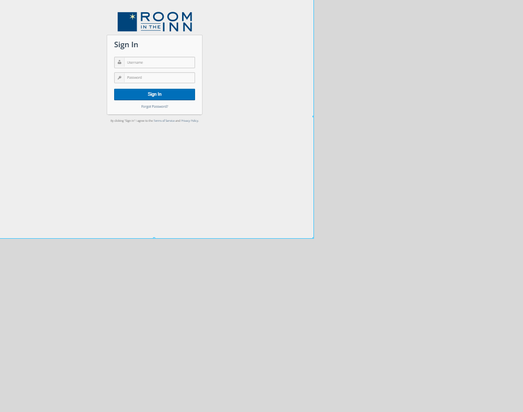 ROOM
IN THE
INN
Sign In
Username
Password
Sign In
Forgot Password?
By clicking "Sign In" I agree to the Terms of Service and Privacy Policy.